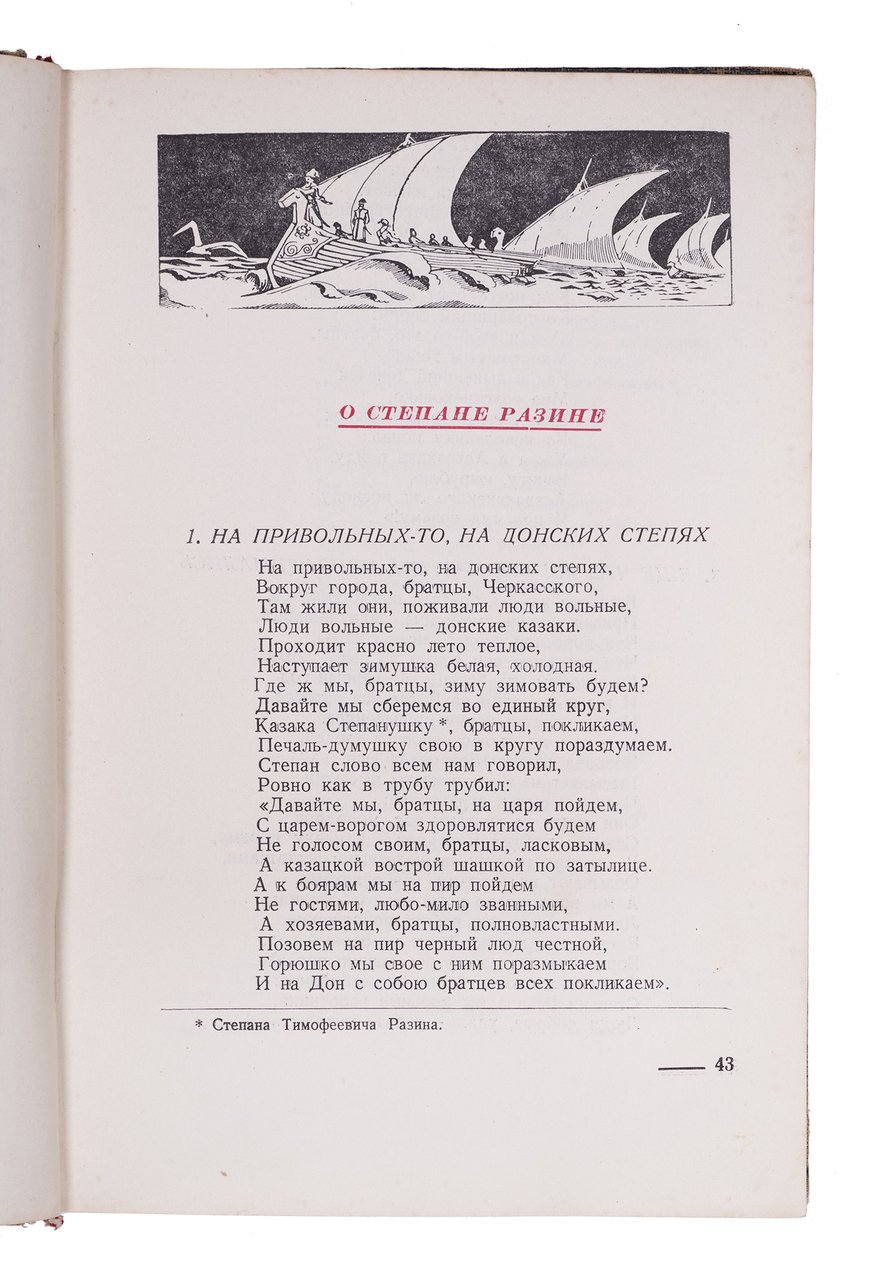 О СТЕПАНЕ РАЗИНЕ
1. НА ПРИВОЛЬНЫХ-ТО, НА ДОНСКИХ СТЕПЯХ
На привольных-то, на донских степях,
Вокруг города, братцы, Черкасского,
Там жили они, поживали люди вольные,
Люди вольные — донские казаки.
Проходит красно лето теплое,
Наступает зимушка белая, холодная.
Где ж мы, братцы, зиму зимовать будем?
Давайте мы сберемся во единый круг,
Казака Степанушку *, братцы, покликаем,
Печаль-думушку свою в кругу пораздумаем.
Степан слово всем нам говорил,
Ровно как в трубу трубил:
«Давайте мы, братцы, на царя пойдем,
С царем-ворогом здоровлятися будем
Не голосом своим, братцы, ласковым,
А казацкой вострой шашкой по затылице.
А к боярам мы на пир пойдем
Не гостями, любо-мило званными,
А хозяевами, братцы, полновластными.
Позовем на пир черный люд честной,
Горюшко мы свое с ним поразмыкаем
И на Дон с собою братцев всех покликаем».
* Степана Тимофеевича Разина.
43